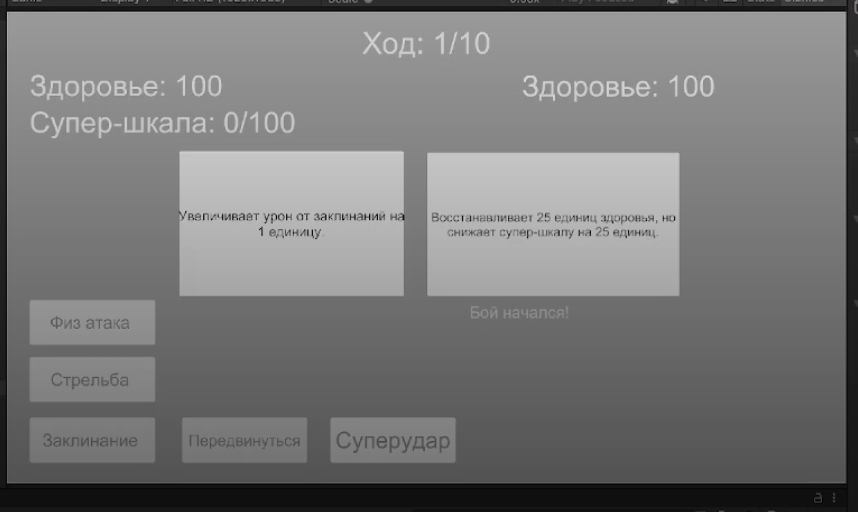 Ход: 1/10
Здоровье: 100
Здоровье: 100
Супер-шкала: 0/100
Увеличивает урон от заклинаний на
1 единицу.
Восстанавливает 25 единиц здоровья, но
снижает супер-шкалу на 25 единиц.
Бой начался!
Физ атака
Стрельба
Заклинание
Передвинуться
Суперудар